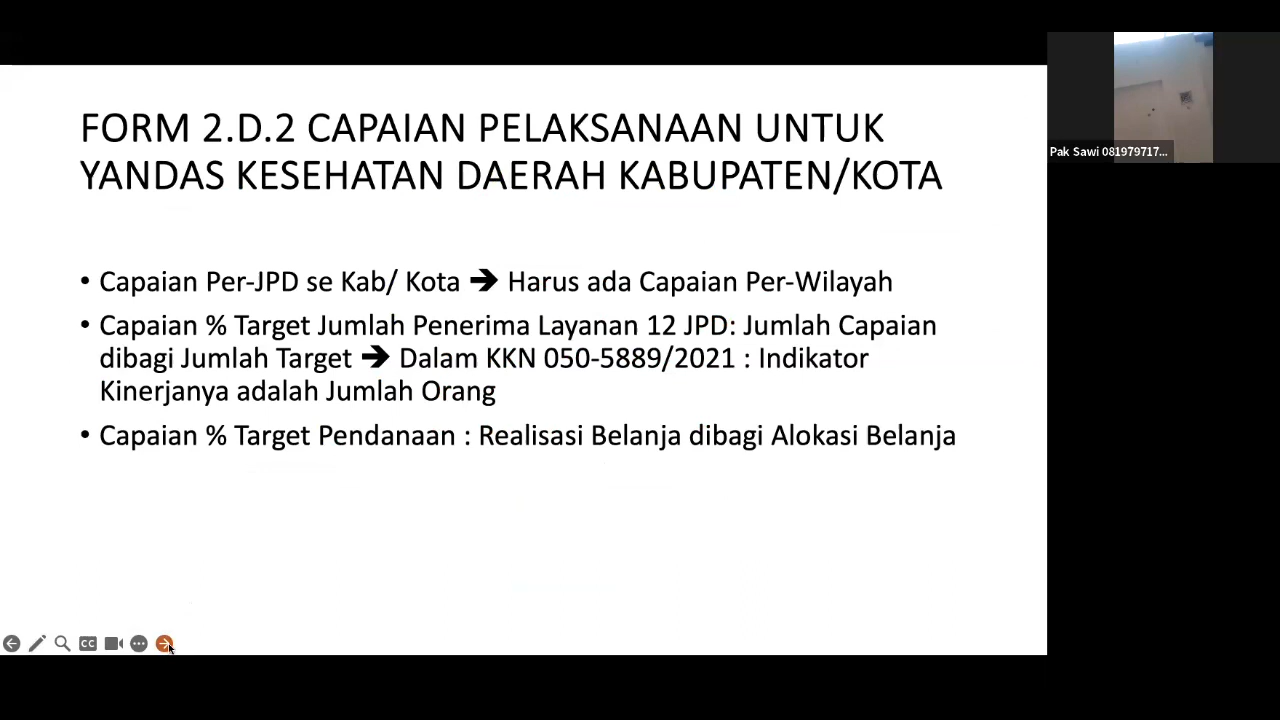 FORM 2.D.2 CAPAIAN PELAKSANAAN UNTUK
YANDAS KESEHATAN DAERAH KABUPATEN/KOTA
• Capaian Per-JPD se Kab/ Kota ➔ Harus ada Capaian Per-Wilayah
• Capaian % Target Jumlah Penerima Layanan 12 JPD: Jumlah Capaian
dibagi Jumlah Target ➔ Dalam KKN 050-5889/2021 : Indikator
Kinerjanya adalah Jumlah Orang
• Capaian % Target Pendanaan : Realisasi Belanja dibagi Alokasi Belanja
Pak Sawi 081979717...
CC